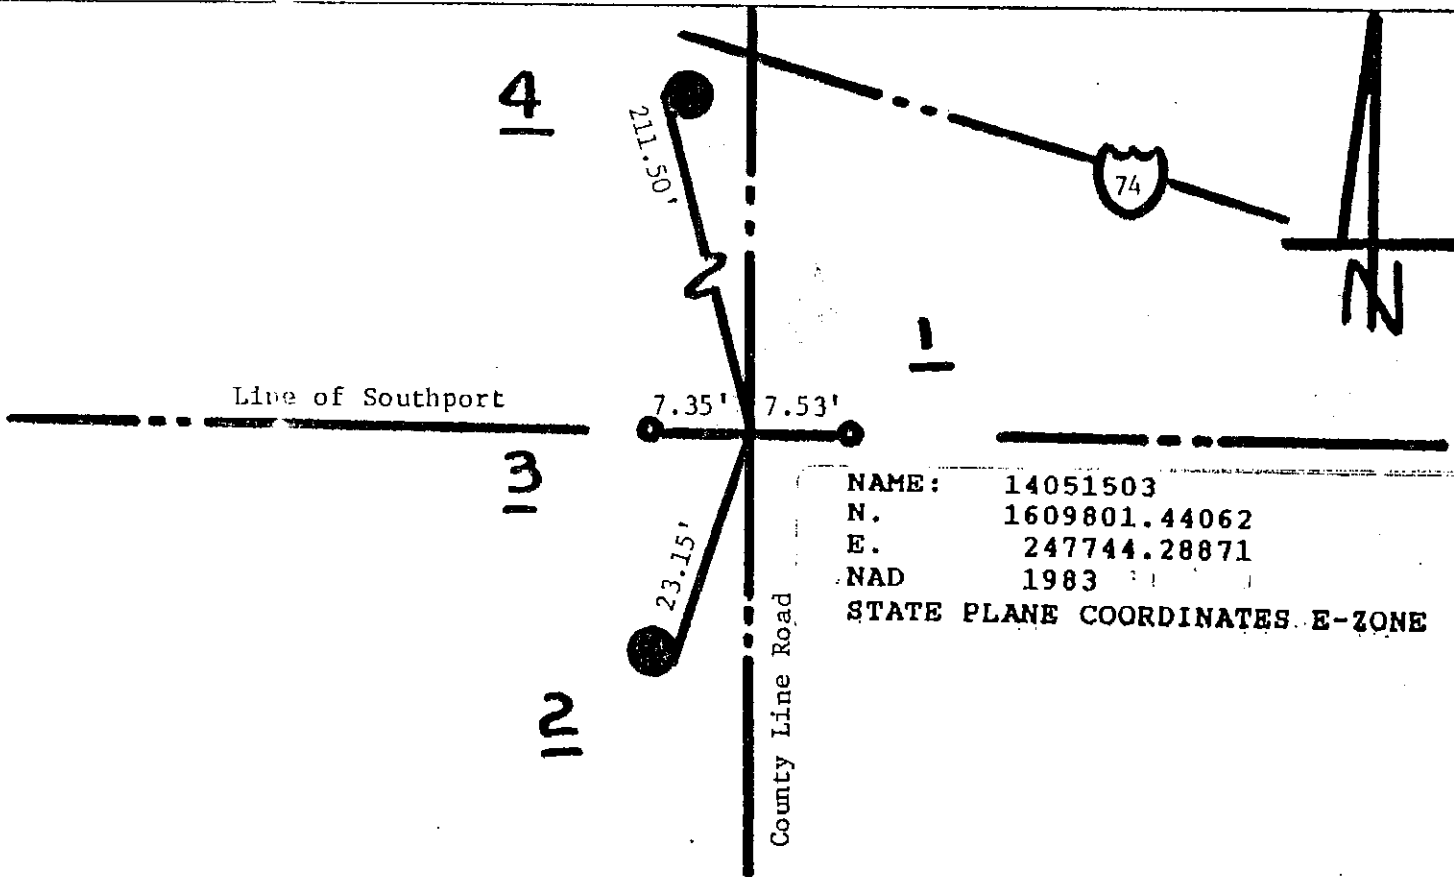 4
211.50'
74
N
1
Line of Southport
7.35' 7.53'
3
NAME: 14051503
N. 1609801.44062
E. 247744.28871
NAD 1983
STATE PLANE COORDINATES E-ZONE
23.15'
County Line Road
2